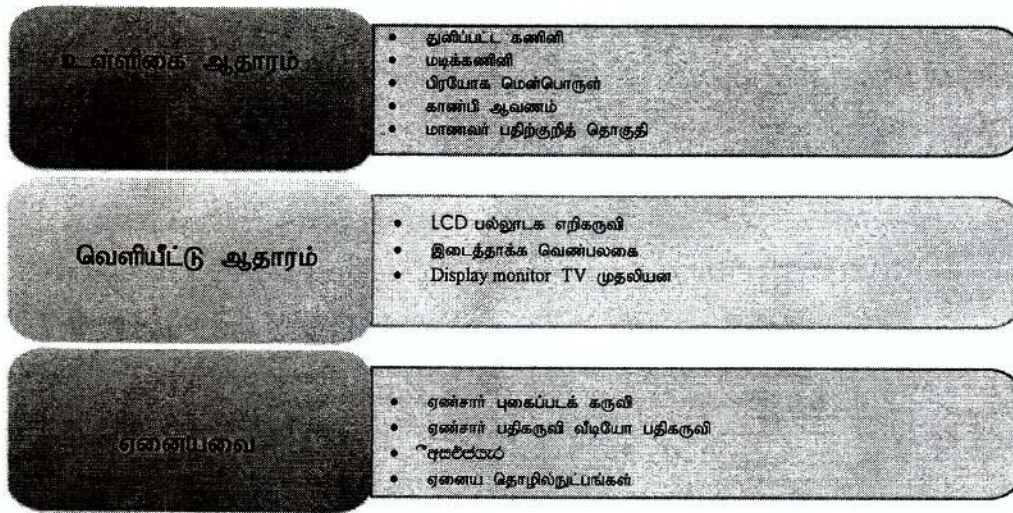 உள்ளிகை ஆதாரம்
துனிப்பட்ட கணினி
மடிக்கணினி
பிரயோக மென்பொருள்
காண்பி ஆவணம்
மாணவர் பதிற்குறித் தொகுதி
வெளியீட்டு ஆதாரம்
LCD பல்லூடக எறிகருவி
இடைத்தாக்க வெண்பலகை
Display monitor TV முதலியன
ஏனையவை
ஏண்சார் புகைப்படக் கருவி
ஏண்சார் பதிகருவி வீடியோ பதிகருவி
ஏனைய தொழில்நுட்பங்கள்